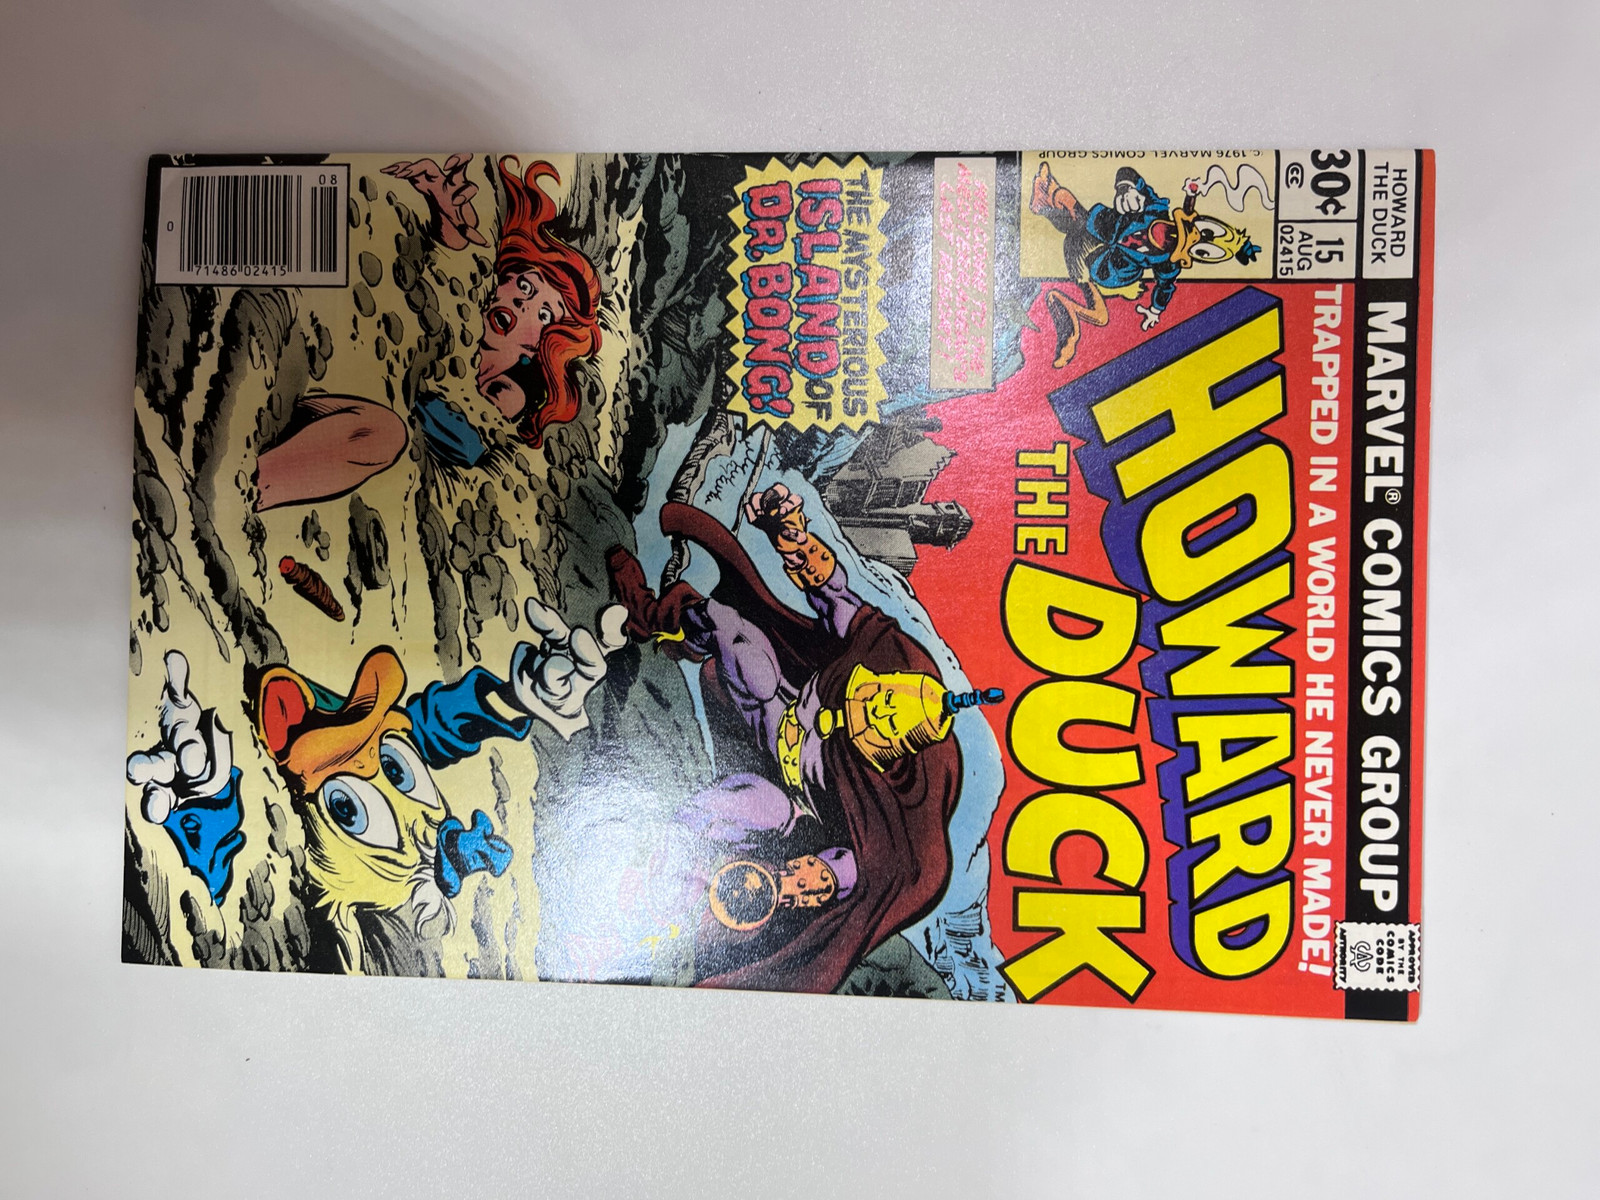 HOWARD
THE DUCK
MARVEL® COMICS GROUP
APPROVED
BY THE
COMICS
CODE
AUTHORITY
30¢ 15
CC AUG
02415
TRAPPED IN A WORLD HE NEVER MADE!
© 1976 MARVEL COMICS GROUP
HOWARD
THE DUCK
TM
THE MYSTERIOUS
ISLAND OF
DR. BONG!
08
0 71486 02415